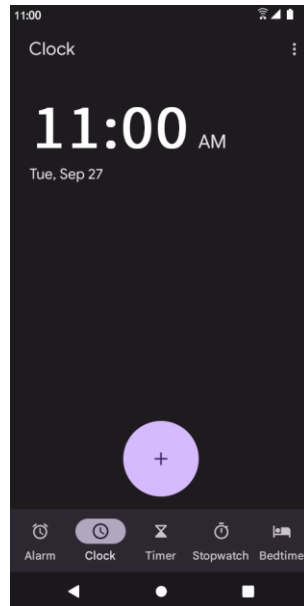 11:00
Clock
11:00 AM
Tue, Sep 27
Alarm Clock Timer Stopwatch Bedtime